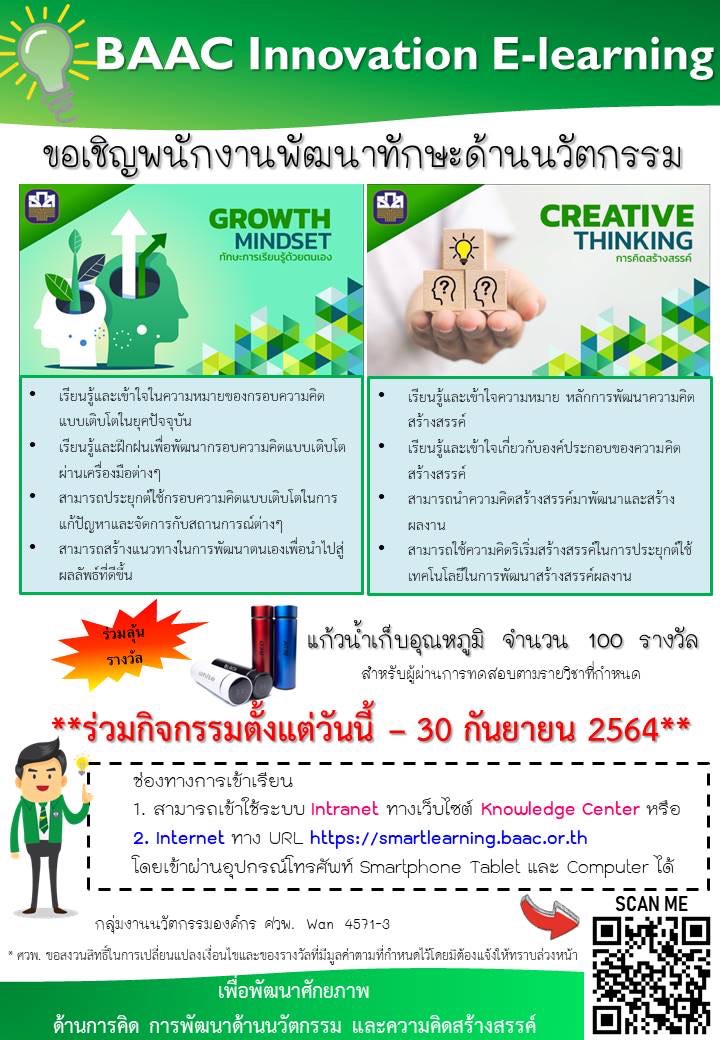 BAAC Innovation E-learning
ขอเชิญพนักงานพัฒนาทักษะด้านนวัตกรรม
GROWTH
MINDSET
ทักษะการเรียนรู้ด้วยตนเอง
• เรียนรู้และเข้าใจในความหมายของกรอบความคิด
แบบเติบโตในยุคปัจจุบัน
• เรียนรู้และฝึกฝนเพื่อพัฒนากรอบความคิดแบบเติบโต
ผ่านเครื่องมือต่างๆ
• สามารถประยุกต์ใช้กรอบความคิดแบบเติบโตในการ
แก้ปัญหาและจัดการกับสถานการณ์ต่างๆ
• สามารถสร้างแนวทางในการพัฒนาตนเองเพื่อนำไปสู่
ผลลัพธ์ที่ดีขึ้น
CREATIVE
THINKING
การคิดสร้างสรรค์
• เรียนรู้และเข้าใจความหมาย หลักการพัฒนาความคิด
สร้างสรรค์
• เรียนรู้และเข้าใจเกี่ยวกับองค์ประกอบของความคิด
สร้างสรรค์
• สามารถนำความคิดสร้างสรรค์มาพัฒนาและสร้าง
ผลงาน
• สามารถใช้ความคิดริเริ่มสร้างสรรค์ในการประยุกต์ใช้
เทคโนโลยีในการพัฒนาสร้างสรรค์ผลงาน
ร่วมลุ้น
รางวัล
white
BLACK
RED
BLUE
แก้วน้ำเก็บอุณหภูมิ จำนวน 100 รางวัล
สำหรับผู้ผ่านการทดสอบตามรายวิชาที่กำหนด
**ร่วมกิจกรรมตั้งแต่วันนี้ – 30 กันยายน 2564**
ช่องทางการเข้าเรียน
1. สามารถเข้าใช้ระบบ Intranet ทางเว็บไซต์ Knowledge Center หรือ
2. Internet ทาง URL https://smartlearning.baac.or.th
โดยเข้าผ่านอุปกรณ์โทรศัพท์ Smartphone Tablet และ Computer ได้
กลุ่มงานนวัตกรรมองค์กร ศวพ. Wan 4571-3
SCAN ME
* ศวพ. ขอสงวนสิทธิ์ในการเปลี่ยนแปลงเงื่อนไขและของรางวัลที่มีมูลค่าตามที่กำหนดไว้โดยมิต้องแจ้งให้ทราบล่วงหน้า
เพื่อพัฒนาศักยภาพ
ด้านการคิด การพัฒนาด้านนวัตกรรม และความคิดสร้างสรรค์